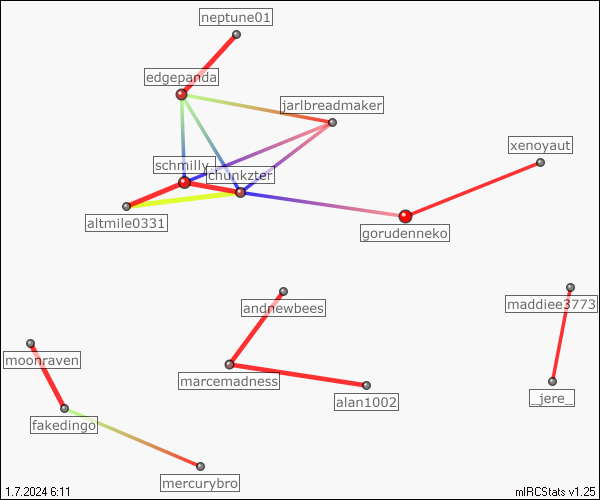 neptune01
edgepanda
jarlbreadmaker
xenoyaut
schmilly
chunkzter
altmile0331
gorudenneko
andnewbees
maddiee3773
moonraven
marcemadness
alan1002
_jere_
fakedingo
mercurybro
1.7.2024 6:11
mIRCStats v1.25